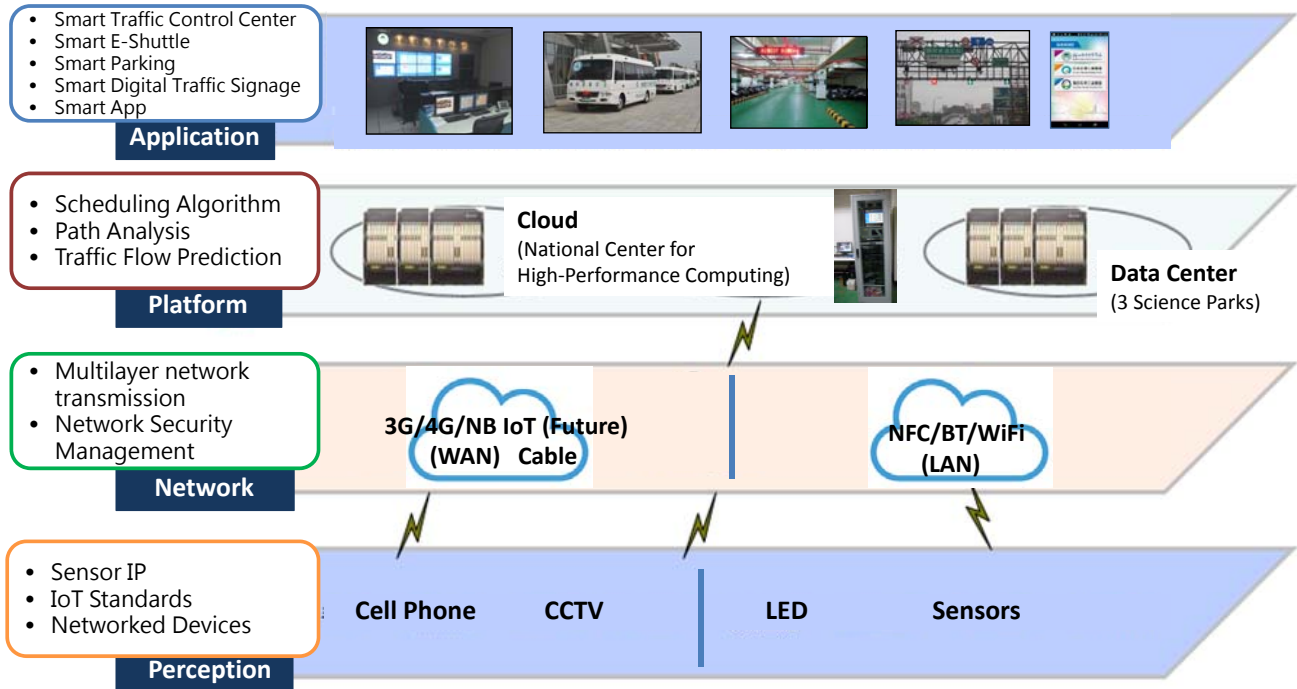 • Smart Traffic Control Center
• Smart E-Shuttle
• Smart Parking
• Smart Digital Traffic Signage
• Smart App
Application
• Scheduling Algorithm
• Path Analysis
• Traffic Flow Prediction
Platform
Cloud
(National Center for
High-Performance Computing)
Data Center
(3 Science Parks)
• Multilayer network
transmission
• Network Security
Management
Network
3G/4G/NB IoT (Future)
(WAN) Cable
NFC/BT/WiFi
(LAN)
• Sensor IP
• IoT Standards
• Networked Devices
Perception
Cell Phone
CCTV
LED
Sensors